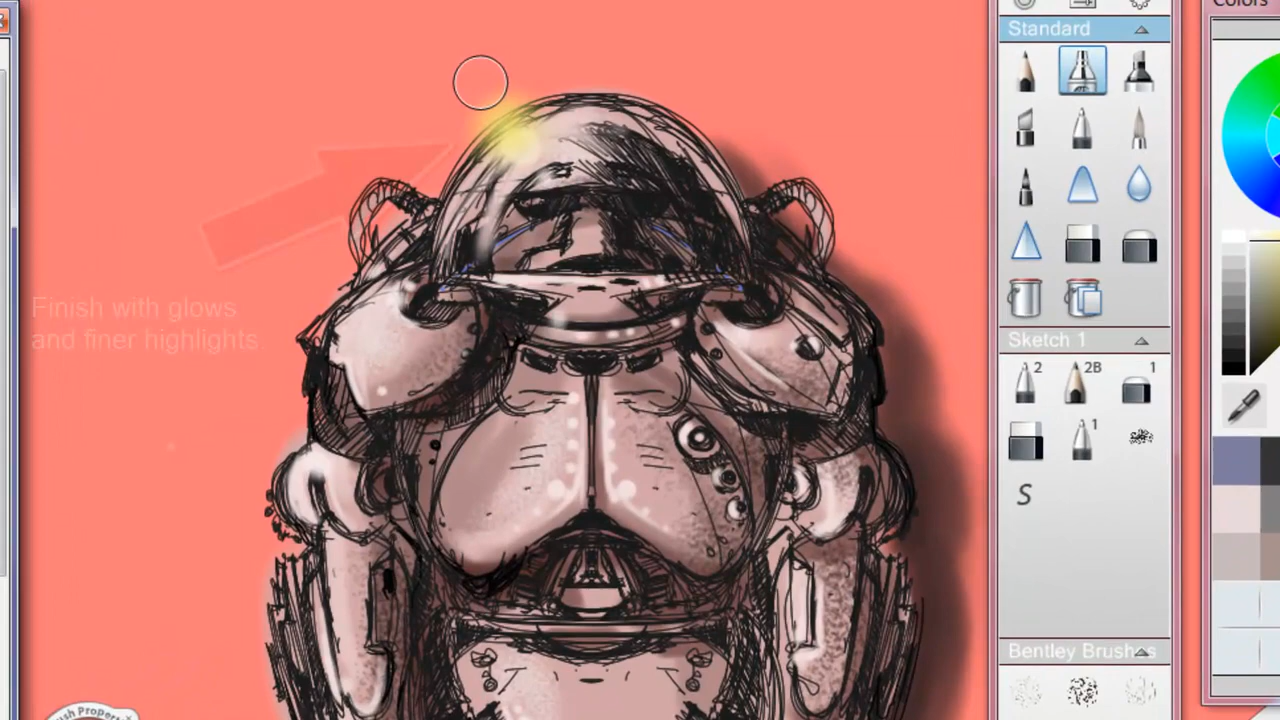 Colors
Standard
Finish with glows
and finer highlights
Sketch 1
2
2B
1
1
S
Bentley Brushes